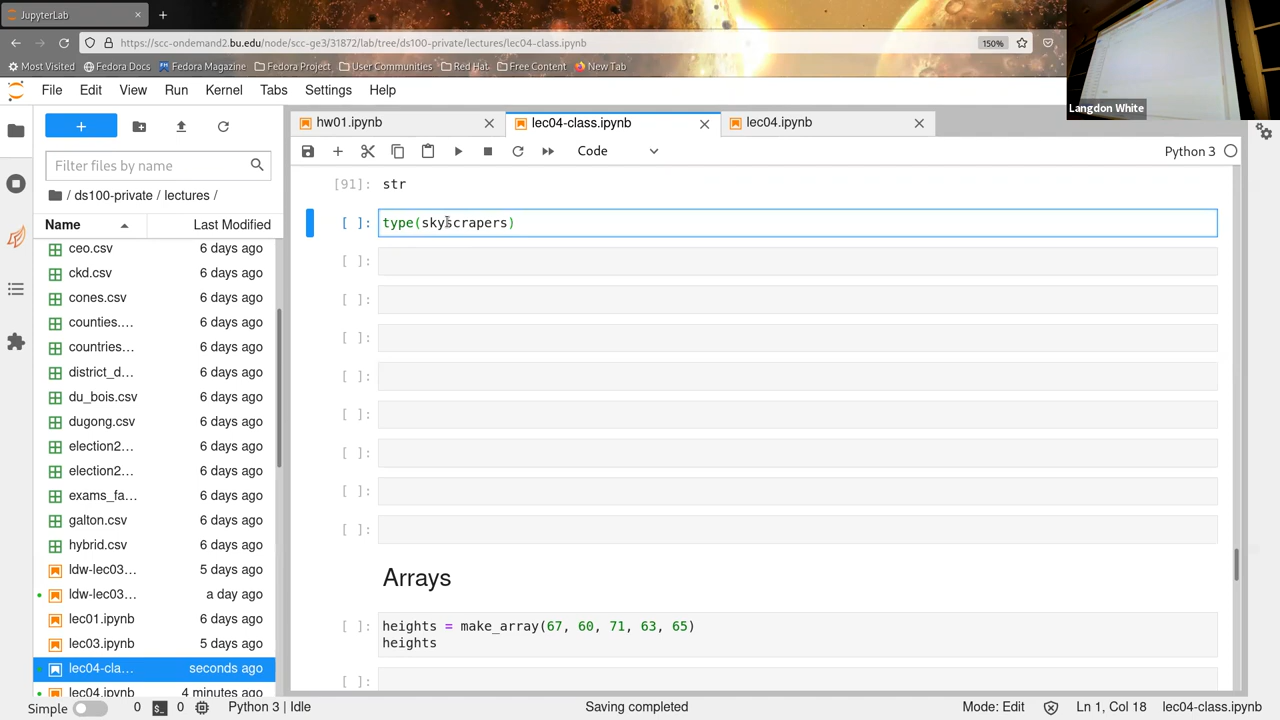 JupyterLab
https://scc-ondemand2.bu.edu/node/scc-ge3/31872/lab/tree/ds100-private/lectures/lec04-class.ipynb
150%
Most Visited
Fedora Docs
Fedora Magazine
Fedora Project
User Communities
Red Hat
Free Content
New Tab
Langdon White
File Edit View Run Kernel Tabs Settings Help
hw01.ipynb
lec04-class.ipynb
lec04.ipynb
Code
Python 3
Filter files by name
/ ds100-private / lectures /
Name Last Modified
ceo.csv 6 days ago
ckd.csv 6 days ago
cones.csv 6 days ago
counties.… 6 days ago
countries… 6 days ago
district_d… 6 days ago
du_bois.csv 6 days ago
dugong.csv 6 days ago
election2… 6 days ago
election2… 6 days ago
exams_fa… 6 days ago
galton.csv 6 days ago
hybrid.csv 6 days ago
ldw-lec03… 5 days ago
ldw-lec03… a day ago
lec01.ipynb 6 days ago
lec03.ipynb 5 days ago
lec04-cla… seconds ago
lec04.ipynb 4 minutes ago
[91]: str
[ ]: type(skyscrapers)
[ ]:
[ ]:
[ ]:
[ ]:
[ ]:
[ ]:
[ ]:
[ ]:
Arrays
[ ]: heights = make_array(67, 60, 71, 63, 65)
heights
[ ]:
Simple
0
$_
0
Python 3 | Idle
Saving completed
Mode: Edit
Ln 1, Col 18
lec04-class.ipynb